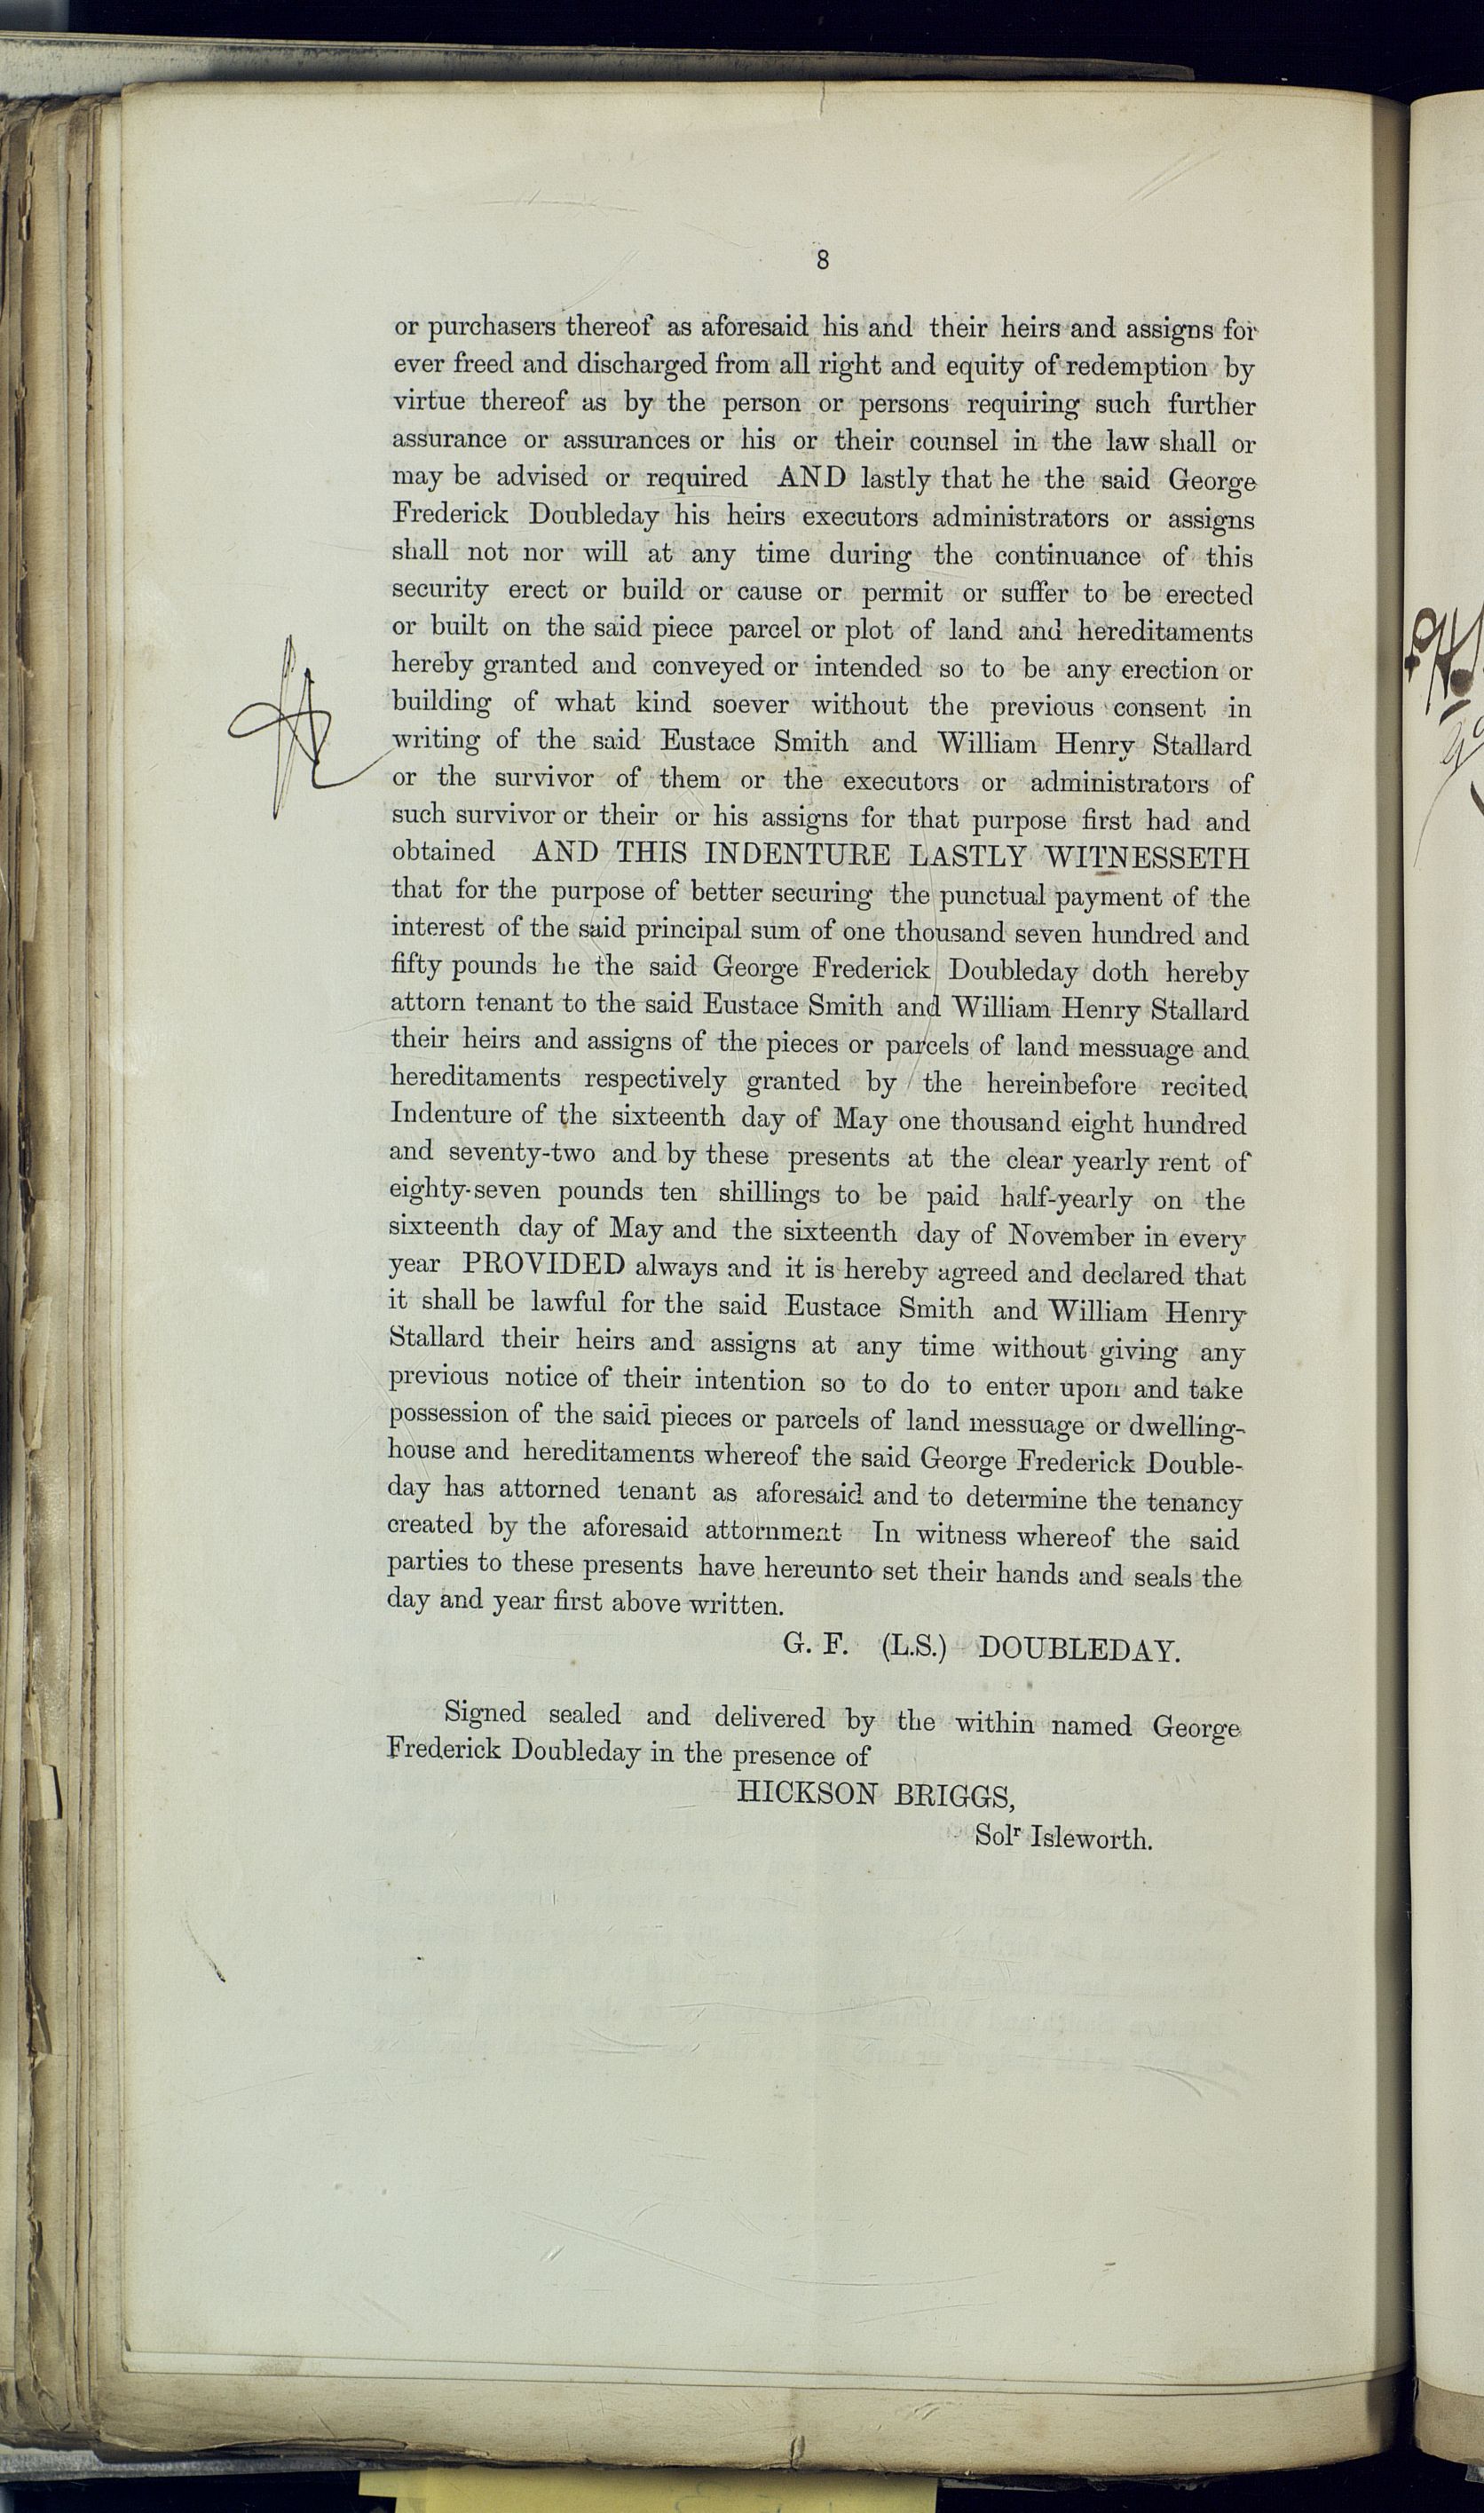 8
or purchasers thereof as aforesaid his and their heirs and assigns for
ever freed and discharged from all right and equity of redemption by
virtue thereof as by the person or persons requiring such further
assurance or assurances or his or their counsel in the law shall or
may be advised or required AND lastly that he the said George
Frederick Doubleday his heirs executors administrators or assigns
shall not nor will at any time during the continuance of this
security erect or build or cause or permit or suffer to be erected
or built on the said piece parcel or plot of land and hereditaments
hereby granted and conveyed or intended so to be any erection or
building of what kind soever without the previous consent in
writing of the said Eustace Smith and William Henry Stallard
or the survivor of them or the executors or administrators of
such survivor or their or his assigns for that purpose first had and
obtained AND THIS INDENTURE LASTLY WITNESSETH
that for the purpose of better securing the punctual payment of the
interest of the said principal sum of one thousand seven hundred and
fifty pounds he the said George Frederick Doubleday doth hereby
attorn tenant to the said Eustace Smith and William Henry Stallard
their heirs and assigns of the pieces or parcels of land messuage and
hereditaments respectively granted by the hereinbefore recited
Indenture of the sixteenth day of May one thousand eight hundred
and seventy-two and by these presents at the clear yearly rent of
eighty-seven pounds ten shillings to be paid half-yearly on the
sixteenth day of May and the sixteenth day of November in every
year PROVIDED always and it is hereby agreed and declared that
it shall be lawful for the said Eustace Smith and William Henry
Stallard their heirs and assigns at any time without giving any
previous notice of their intention so to do to enter upon and take
possession of the said pieces or parcels of land messuage or dwelling-
house and hereditaments whereof the said George Frederick Double-
day has attorned tenant as aforesaid and to determine the tenancy
created by the aforesaid attornment In witness whereof the said
parties to these presents have hereunto set their hands and seals the
day and year first above written.
G. F. (L.S.) DOUBLEDAY.
Signed sealed and delivered by the within named George
Frederick Doubleday in the presence of
HICKSON BRIGGS,
Solʳ Isleworth.